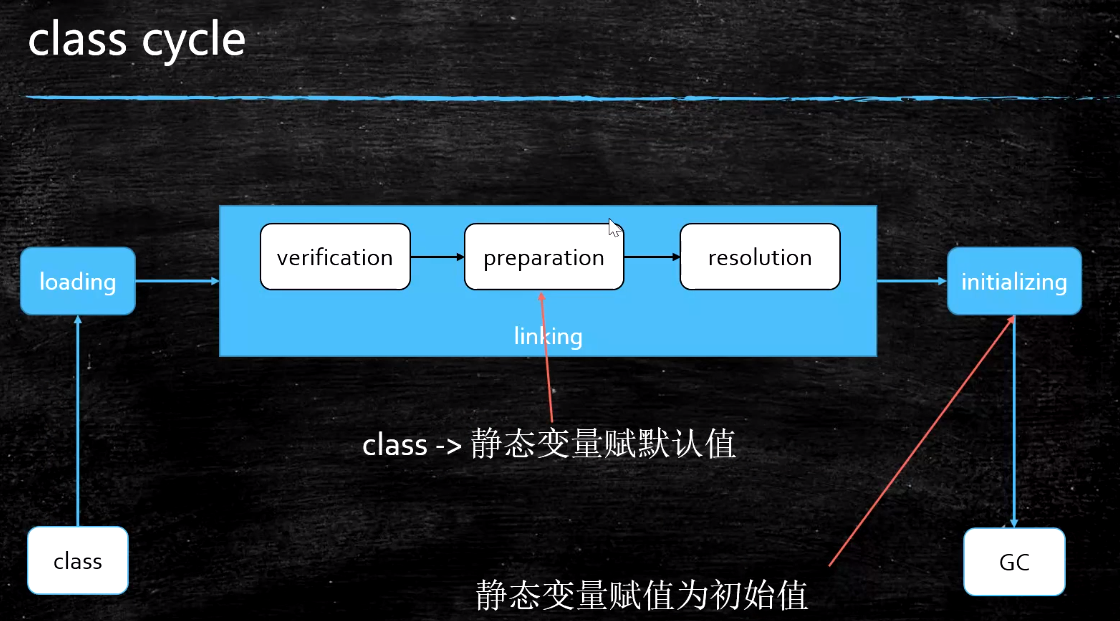 class cycle
verification
preparation
resolution
loading
linking
initializing
class -> 静态变量赋默认值
class
GC
静态变量赋值为初始值